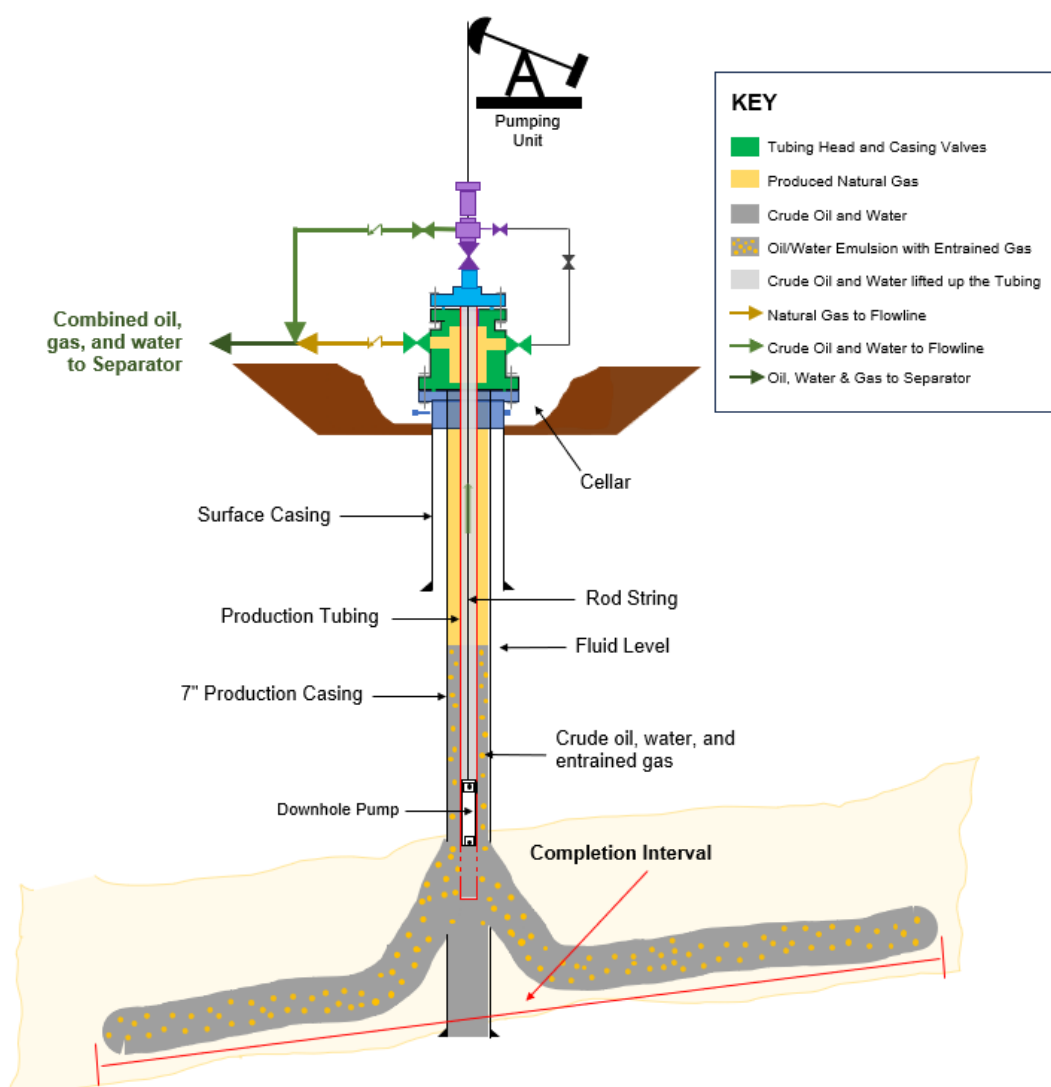 Pumping
Unit
KEY
Tubing Head and Casing Valves
Produced Natural Gas
Crude Oil and Water
Oil/Water Emulsion with Entrained Gas
Crude Oil and Water lifted up the Tubing
Natural Gas to Flowline
Crude Oil and Water to Flowline
Oil, Water & Gas to Separator
Combined oil,
gas, and water
to Separator
Cellar
Surface Casing
Rod String
Production Tubing
Fluid Level
7" Production Casing
Crude oil, water, and
entrained gas
Downhole Pump
Completion Interval